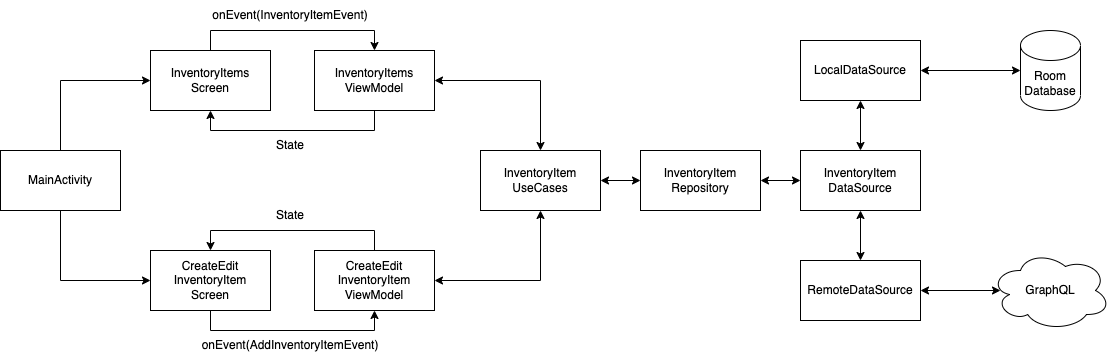 onEvent(InventoryItemEvent)
InventoryItems
Screen
InventoryItems
ViewModel
State
MainActivity
State
CreateEdit
InventoryItem
Screen
CreateEdit
InventoryItem
ViewModel
onEvent(AddInventoryItemEvent)
InventoryItem
UseCases
InventoryItem
Repository
LocalDataSource
Room
Database
InventoryItem
DataSource
RemoteDataSource
GraphQL